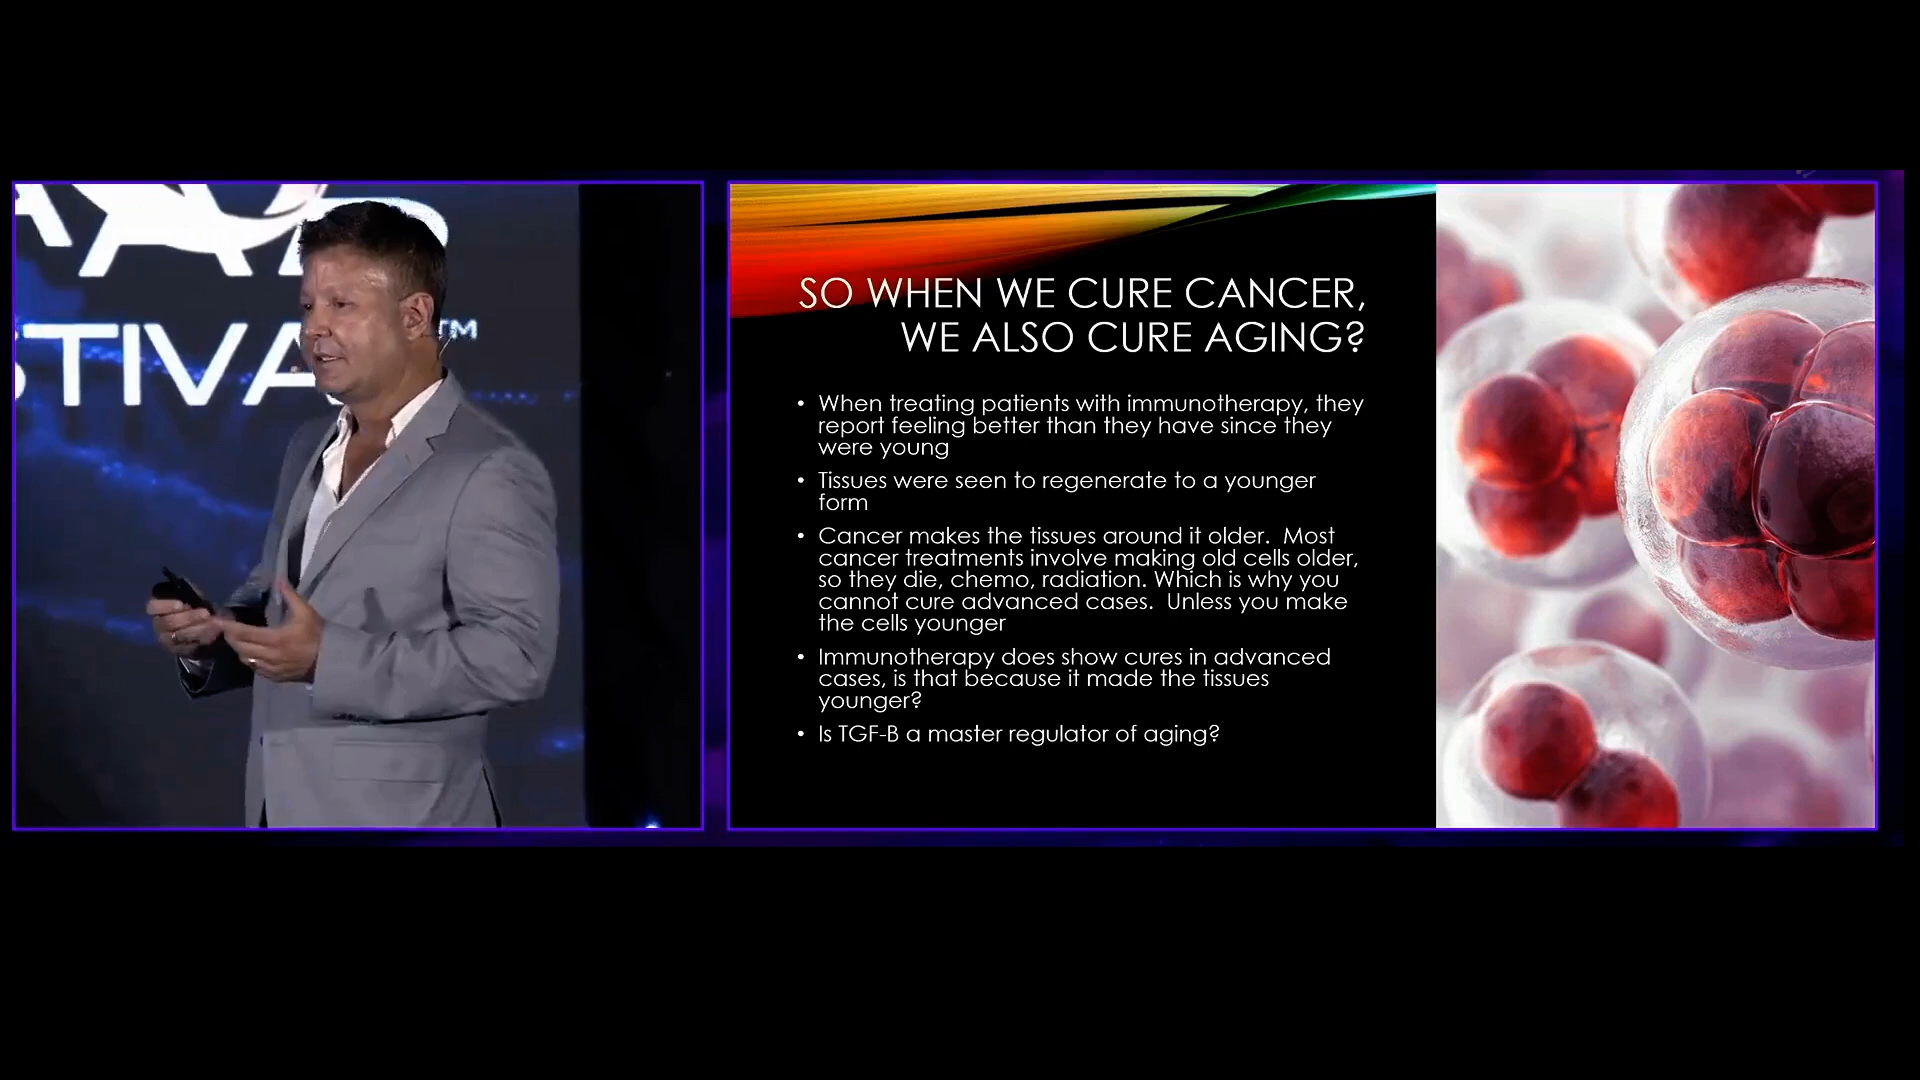 STIVA
TM
SO WHEN WE CURE CANCER,
WE ALSO CURE AGING?
• When treating patients with immunotherapy, they
report feeling better than they have since they
were young
• Tissues were seen to regenerate to a younger
form
• Cancer makes the tissues around it older.  Most
cancer treatments involve making old cells older,
so they die, chemo, radiation. Which is why you
cannot cure advanced cases.  Unless you make
the cells younger
• Immunotherapy does show cures in advanced
cases, is that because it made the tissues
younger?
• Is TGF-B a master regulator of aging?